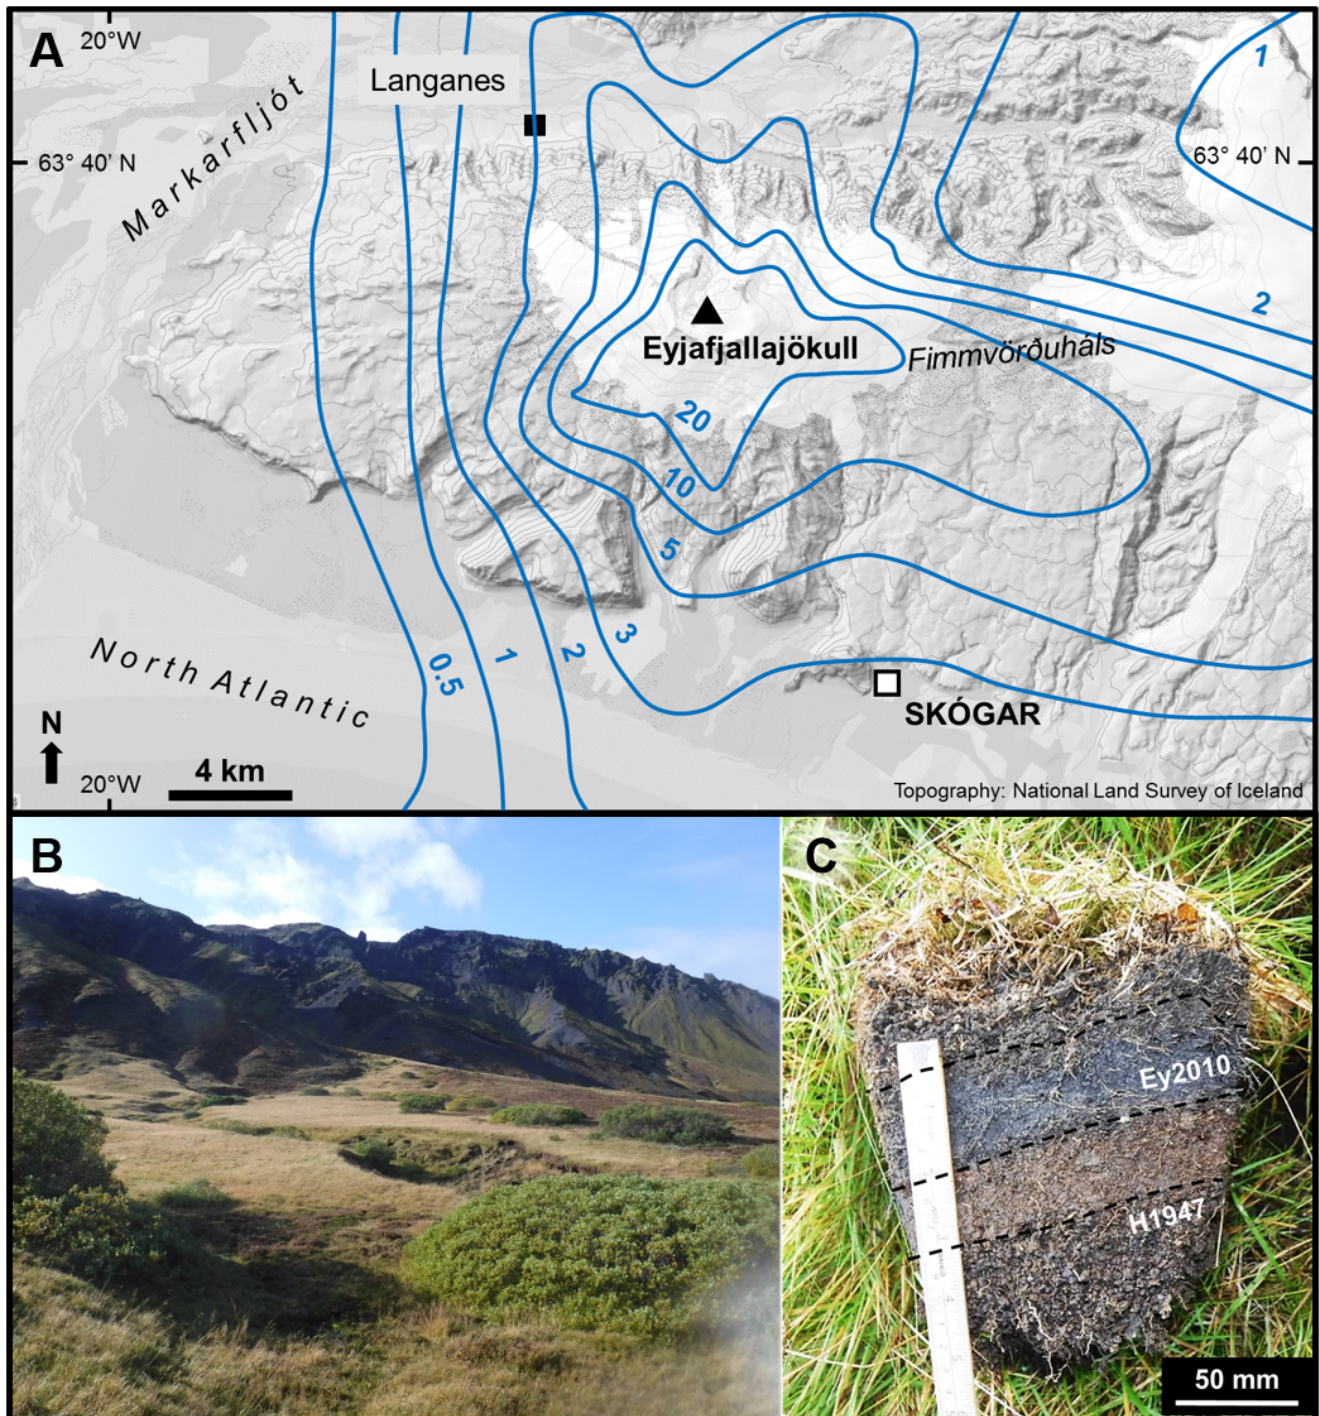 A
20°W
Langanes
1
Markarfljót
63° 40' N
63° 40' N
2
Eyjafjallajökull
Fimmvörðuháls
20
10
5
3
2
1
0.5
North Atlantic
SKÓGAR
N
4 km
20°W
Topography: National Land Survey of Iceland
B
C
Ey2010
H1947
50 mm